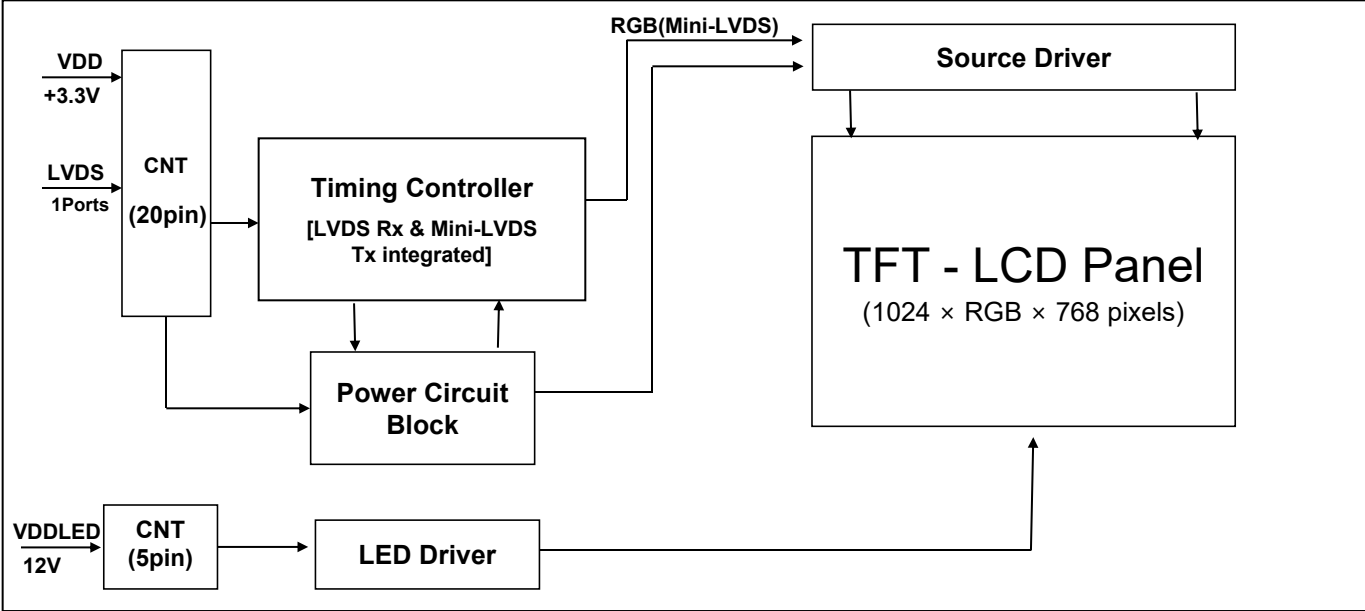 RGB(Mini-LVDS)
Source Driver
VDD
+3.3V
LVDS
1Ports
CNT
(20pin)
Timing Controller
[LVDS Rx & Mini-LVDS
Tx integrated]
TFT - LCD Panel
(1024 × RGB × 768 pixels)
Power Circuit
Block
VDDLED
12V
CNT
(5pin)
LED Driver